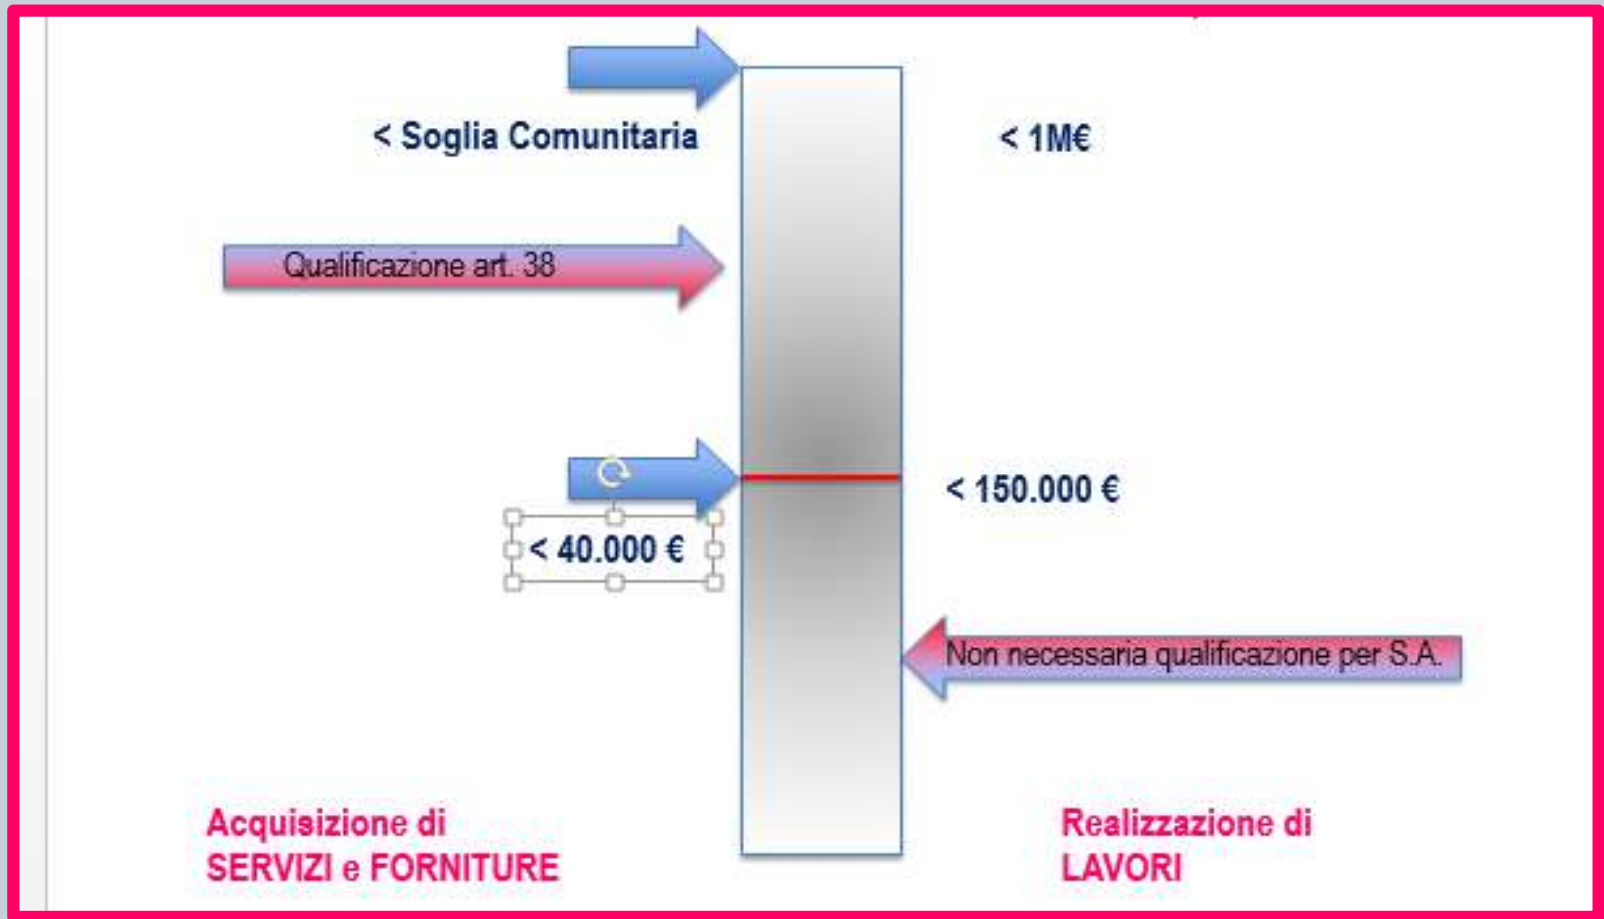 < Soglia Comunitaria
< 1M€
Qualificazione art. 38
< 150.000 €
< 40.000 €
Non necessaria qualificazione per S.A.
Acquisizione di
SERVIZI e FORNITURE
Realizzazione di
LAVORI